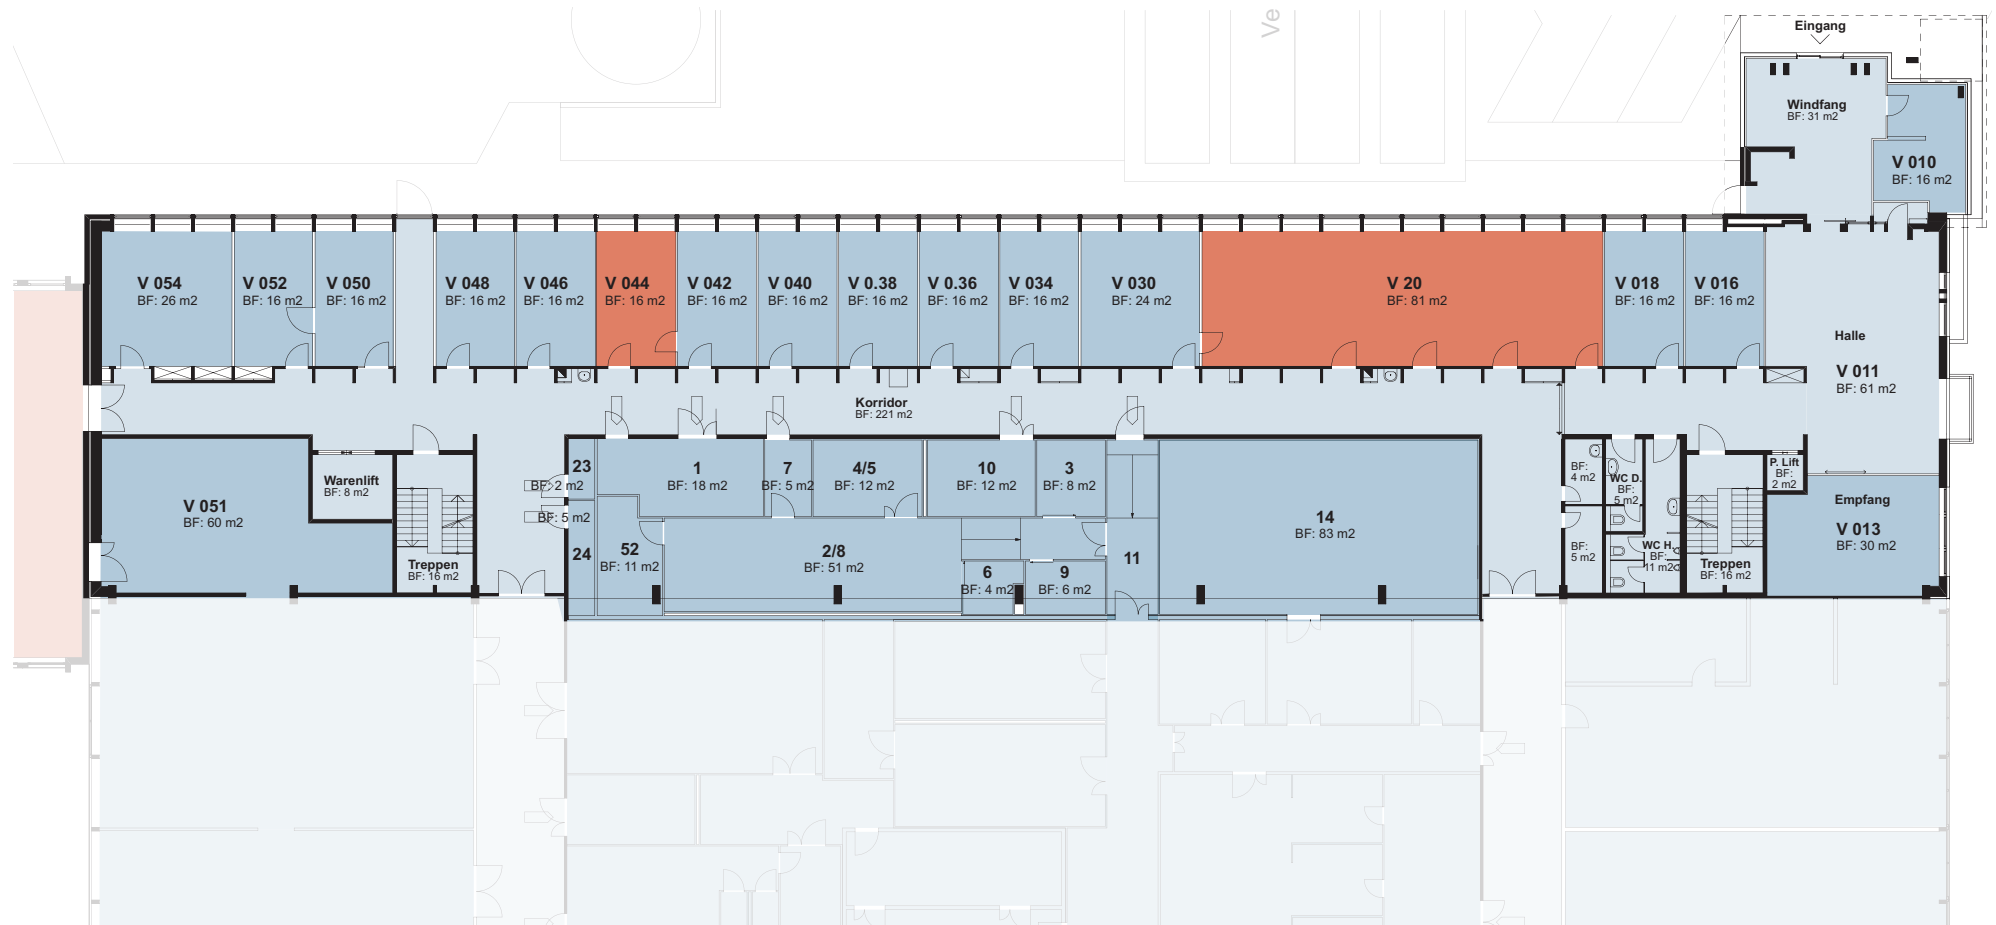 Ve
Eingang
Windfang
BF: 31 m2
V 010
BF: 16 m2
V 054
BF: 26 m2
V 052
BF: 16 m2
V 050
BF: 16 m2
V 048
BF: 16 m2
V 046
BF: 16 m2
V 044
BF: 16 m2
V 042
BF: 16 m2
V 040
BF: 16 m2
V 0.38
BF: 16 m2
V 0.36
BF: 16 m2
V 034
BF: 16 m2
V 030
BF: 24 m2
V 20
BF: 81 m2
V 018
BF: 16 m2
V 016
BF: 16 m2
Halle
V 011
BF: 61 m2
Korridor
BF: 221 m2
V 051
BF: 60 m2
Warenlift
BF: 8 m2
Treppen
BF: 16 m2
23
BF: 2 m2
BF: 5 m2
24
1
BF: 18 m2
7
BF: 5 m2
4/5
BF: 12 m2
10
BF: 12 m2
3
BF: 8 m2
52
BF: 11 m2
2/8
BF: 51 m2
6
BF: 4 m2
9
BF: 6 m2
11
14
BF: 83 m2
BF:
4 m2
BF:
5 m2
WC D.
BF:
5 m2
WC H.
BF:
11 m2
Treppen
BF: 16 m2
P. Lift
BF:
2 m2
Empfang
V 013
BF: 30 m2